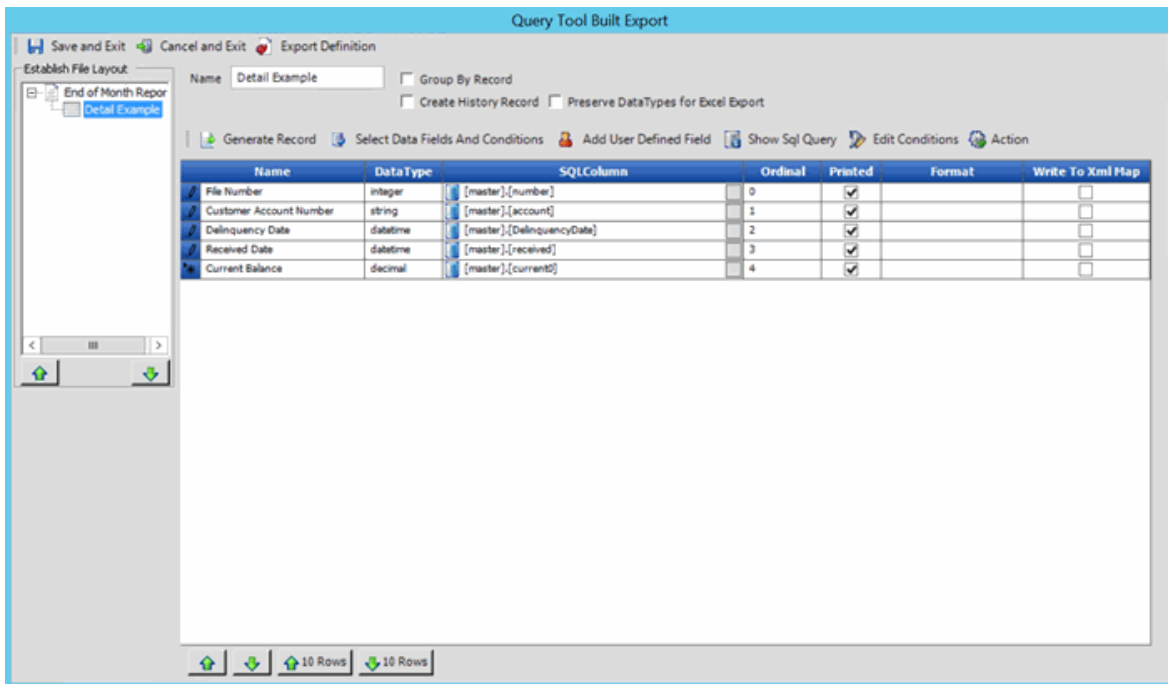 Query Tool Built Export
Save and Exit Cancel and Exit Export Definition
Establish File Layout
End of Month Repor
Detail Example
Name Detail Example Group By Record
Create History Record Preserve DataTypes for Excel Export
Generate Record Select Data Fields And Conditions Add User Defined Field Show Sql Query Edit Conditions Action
Name DataType SQLColumn Ordinal Printed Format Write To Xml Map
File Number integer [master].[number] 0
Customer Account Number string [master].[account] 1
Delinquency Date datetime [master].[DelinquencyDate] 2
Received Date datetime [master].[received] 3
Current Balance decimal [master].[current0] 4
10 Rows 10 Rows